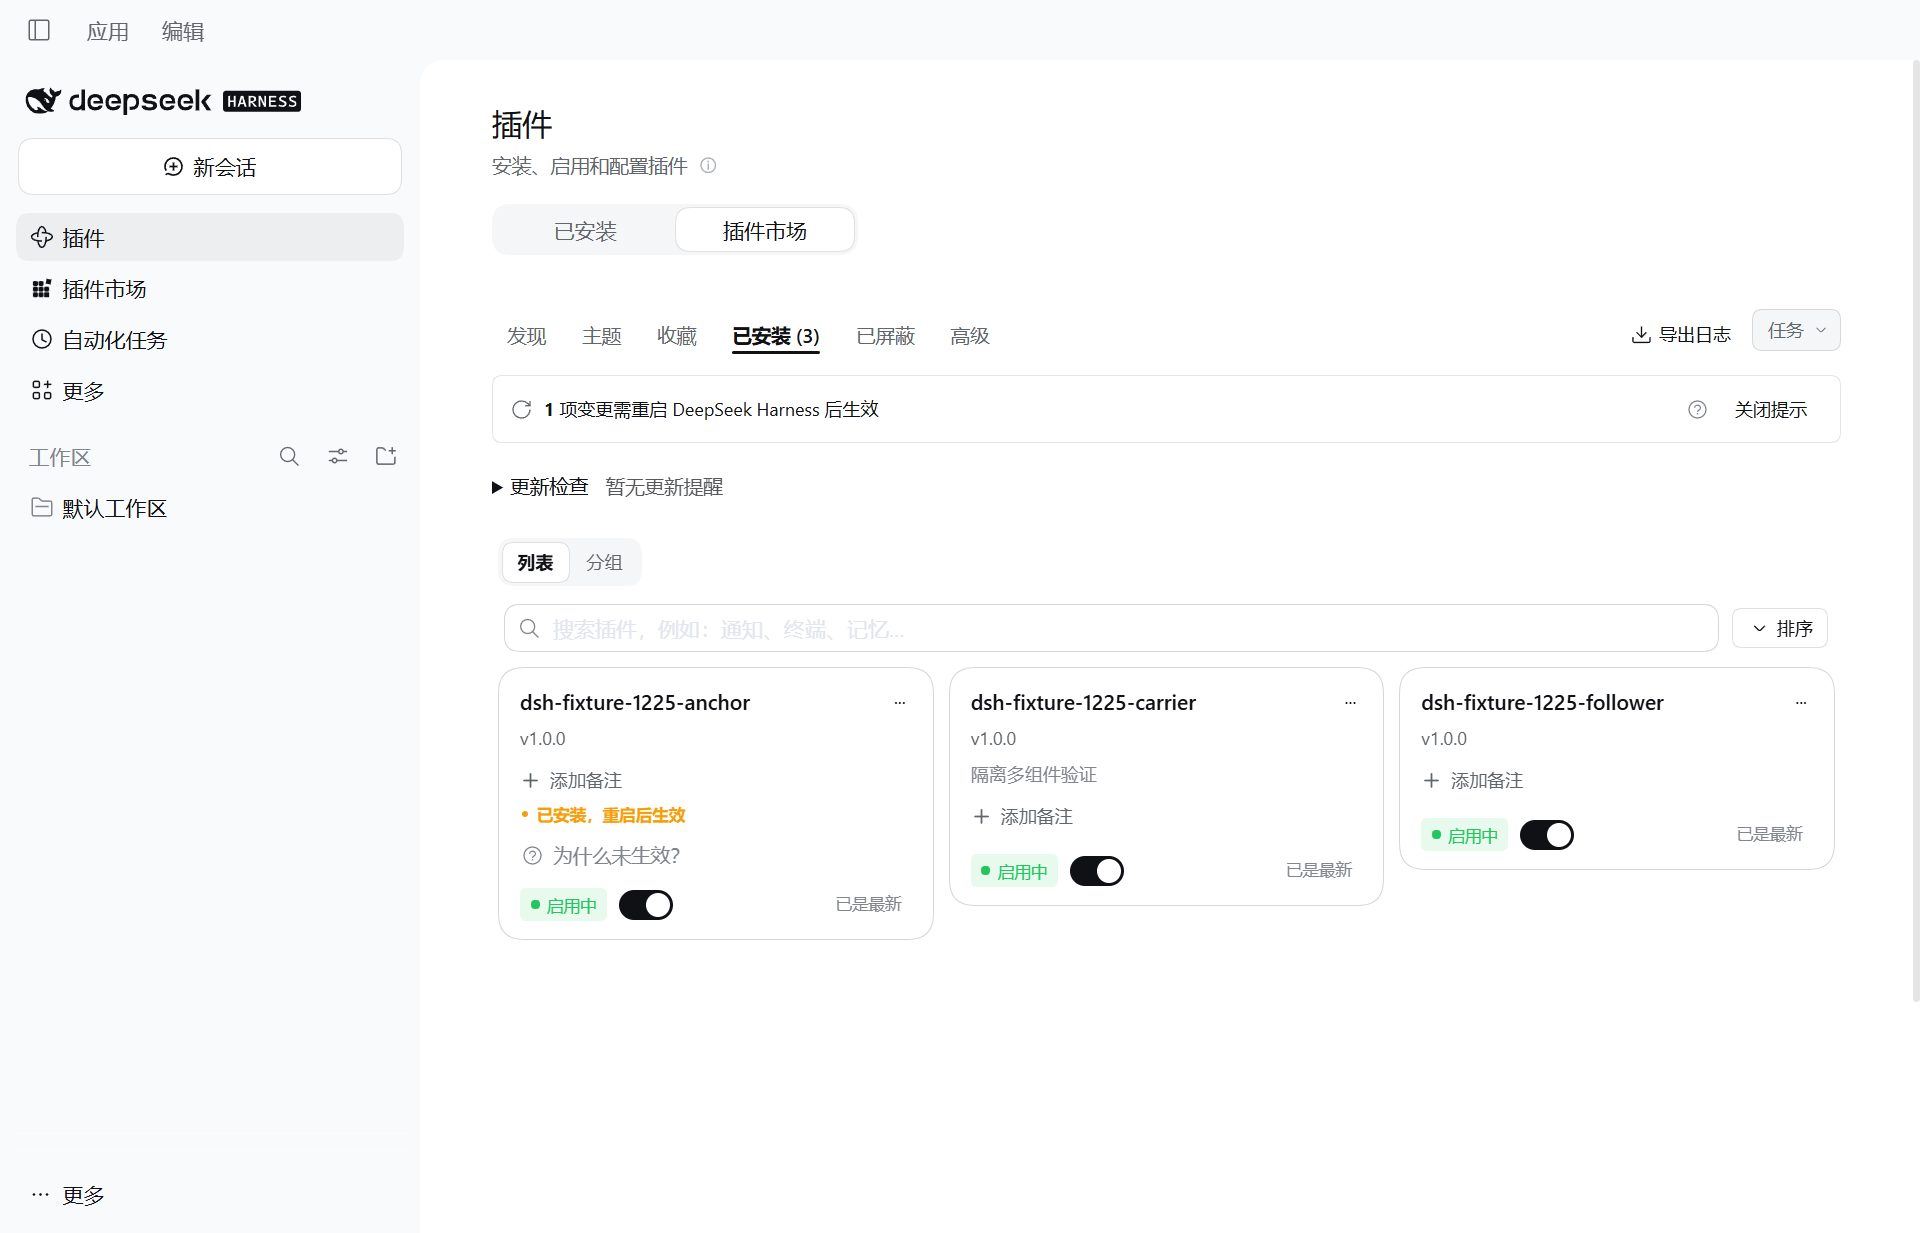 应用 编辑
deepseek HARNESS
新会话
插件
插件市场
自动化任务
更多
工作区
默认工作区
更多
插件
安装、启用和配置插件
已安装 插件市场
发现 主题 收藏 已安装 (3) 已屏蔽 高级
导出日志 任务
1 项变更需重启 DeepSeek Harness 后生效
关闭提示
更新检查 暂无更新提醒
列表 分组
搜索插件，例如：通知、终端、记忆...
排序
dsh-fixture-1225-anchor
v1.0.0
添加备注
已安装，重启后生效
为什么未生效?
启用中 已是最新
dsh-fixture-1225-carrier
v1.0.0
隔离多组件验证
添加备注
启用中 已是最新
dsh-fixture-1225-follower
v1.0.0
添加备注
启用中 已是最新